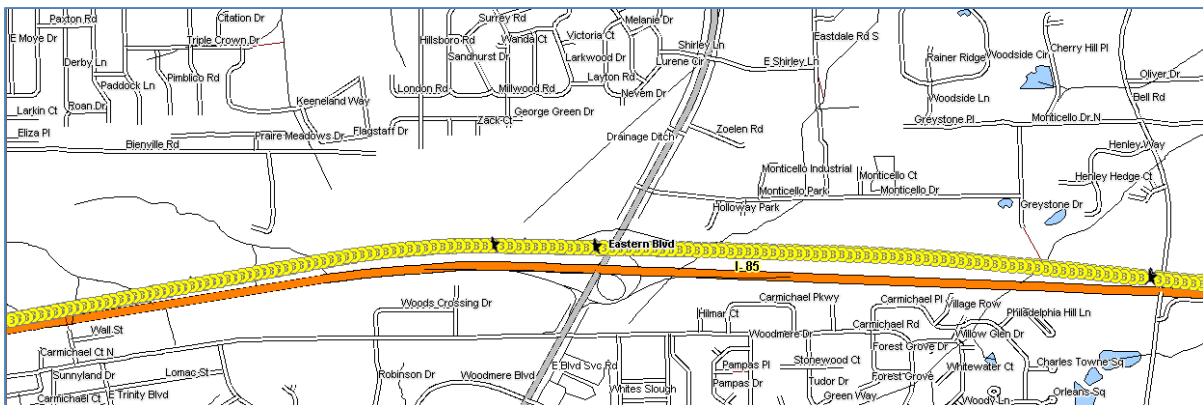 Paxton Rd
Citation Dr
Surrey Rd
Melanie Dr
E Moye Dr
Triple Crown Dr
Hillsboro Rd
Wanda Ct
Victoria Ct
Shirley Ln
Eastdale Rd S
Cherry Hill Pl
Derby Ln
Pimblico Rd
Sandhurst Dr
Larkwood Dr
Lurene Cir
E Shirley Ln
Rainer Ridge
Woodside Cir
Paddock Ln
Layton Rd
Oliver Dr
London Rd
Millwood Rd
Nevem Dr
Woodside Ln
Bell Rd
Larkin Ct
Roan Dr
Keeneland Way
George Green Dr
Zack Ct
Greystone Pl
Monticello Dr N
Eliza Pl
Praire Meadows Dr
Flagstaff Dr
Drainage Ditch
Zoelen Rd
Bienville Rd
Henley Way
Monticello Industrial
Monticello Ct
Henley Hedge Ct
Monticello Park
Monticello Dr
Holloway Park
Greystone Dr
Eastern Blvd
I- 85
Woods Crossing Dr
Carmichael Pkwy
Carmichael Pl
Village Row
Hilmar Ct
Philadelphia Hill Ln
Wall St
Woodmere Dr
Carmichael Rd
Willow Glen Dr
Carmichael Ct N
Forest Grove Dr
Sunnyland Dr
Lomac St
Robinson Dr
Woodmere Blvd
E Blvd Svc Rd
Pampas Pl
Stonewood Ct
Whitewater Ct
Charles Towne Sq
Carmichael Ct
E Trinity Blvd
Whites Slough
Pampas Dr
Tudor Dr
Forest Grove
Green Way
Woody Ln
Orleans Sq